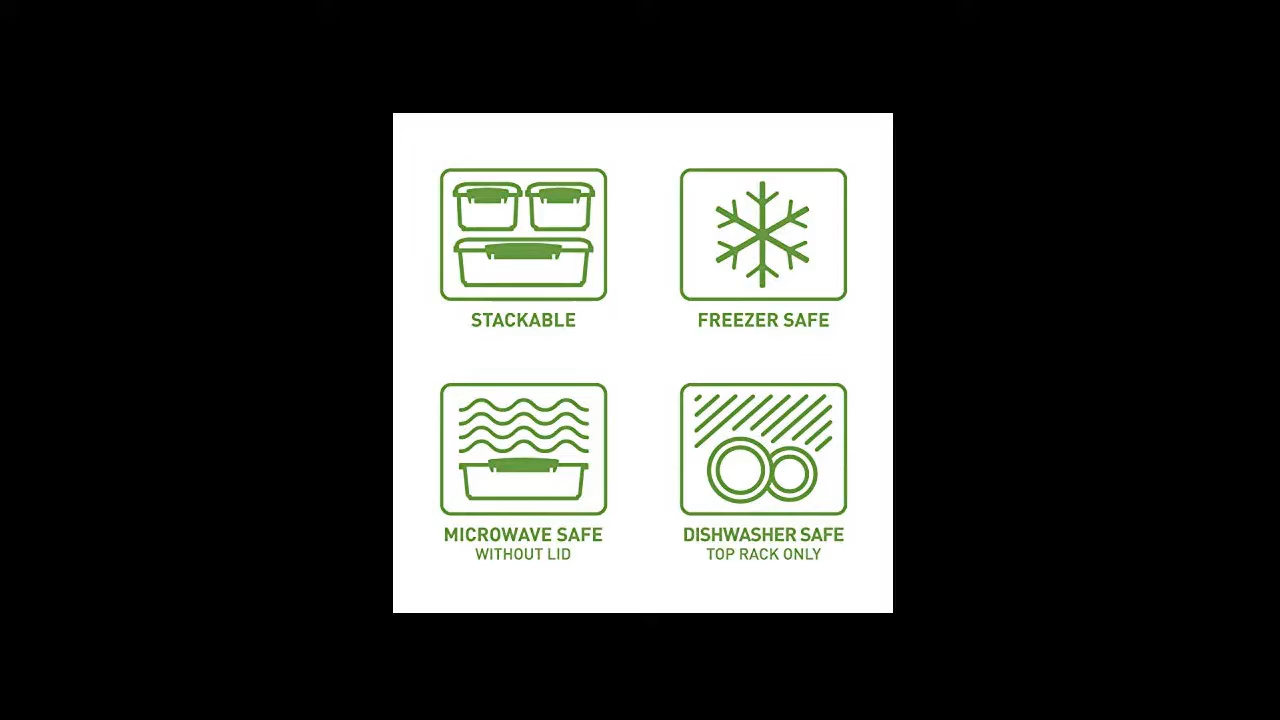 STACKABLE
FREEZER SAFE
MICROWAVE SAFE
WITHOUT LID
DISHWASHER SAFE
TOP RACK ONLY